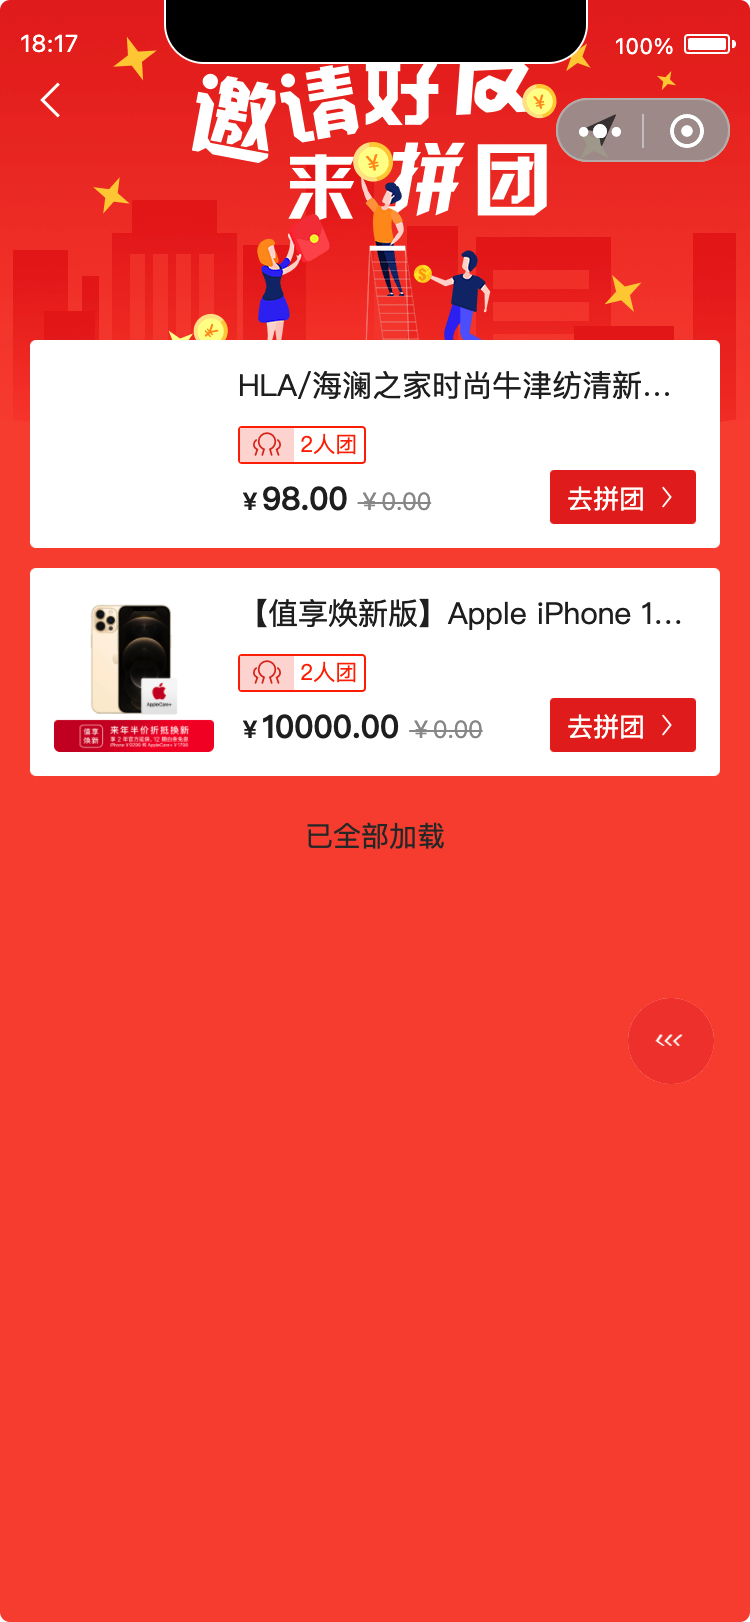 18:17
100%
邀请好友
来拼团
HLA/海澜之家时尚牛津纺清新...
2人团
¥98.00 ¥0.00
去拼团
【值享焕新版】Apple iPhone 1...
AppleCare+
2人团
¥10000.00 ¥0.00
去拼团
值享
焕新
来年半价折抵换新
已全部加载